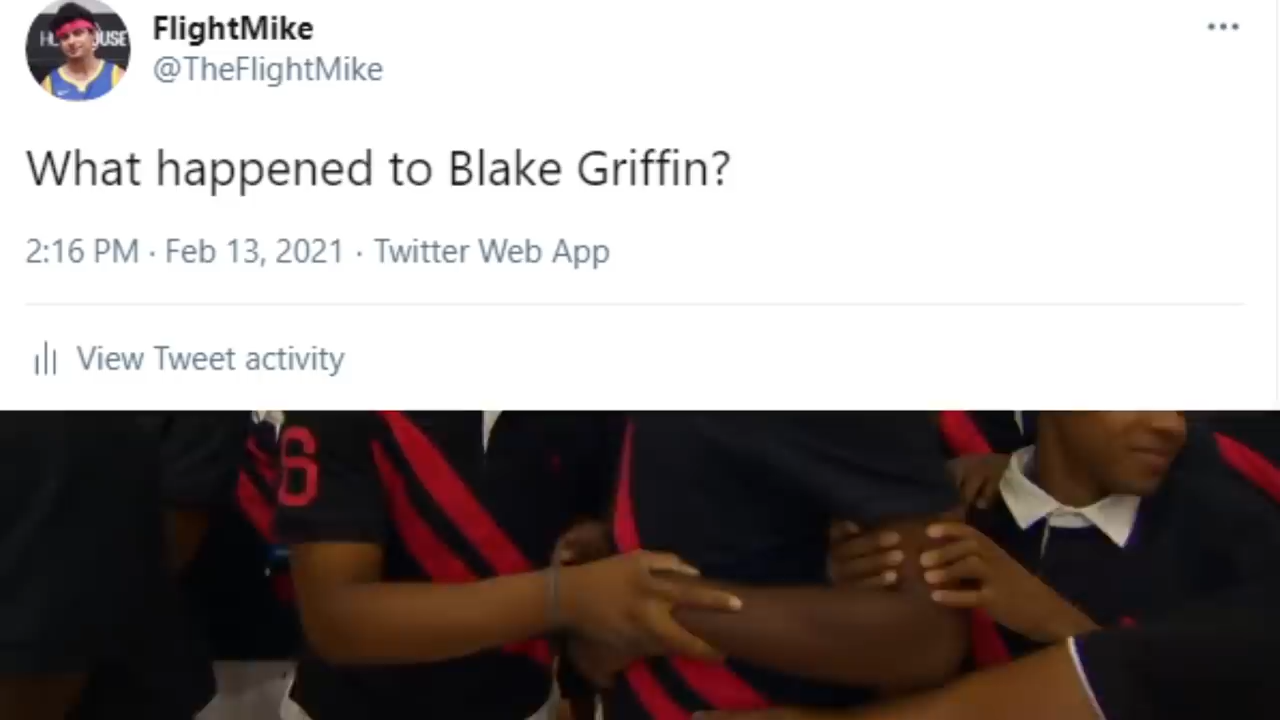 FlightMike
@TheFlightMike
What happened to Blake Griffin?
2:16 PM · Feb 13, 2021 · Twitter Web App
View Tweet activity
6